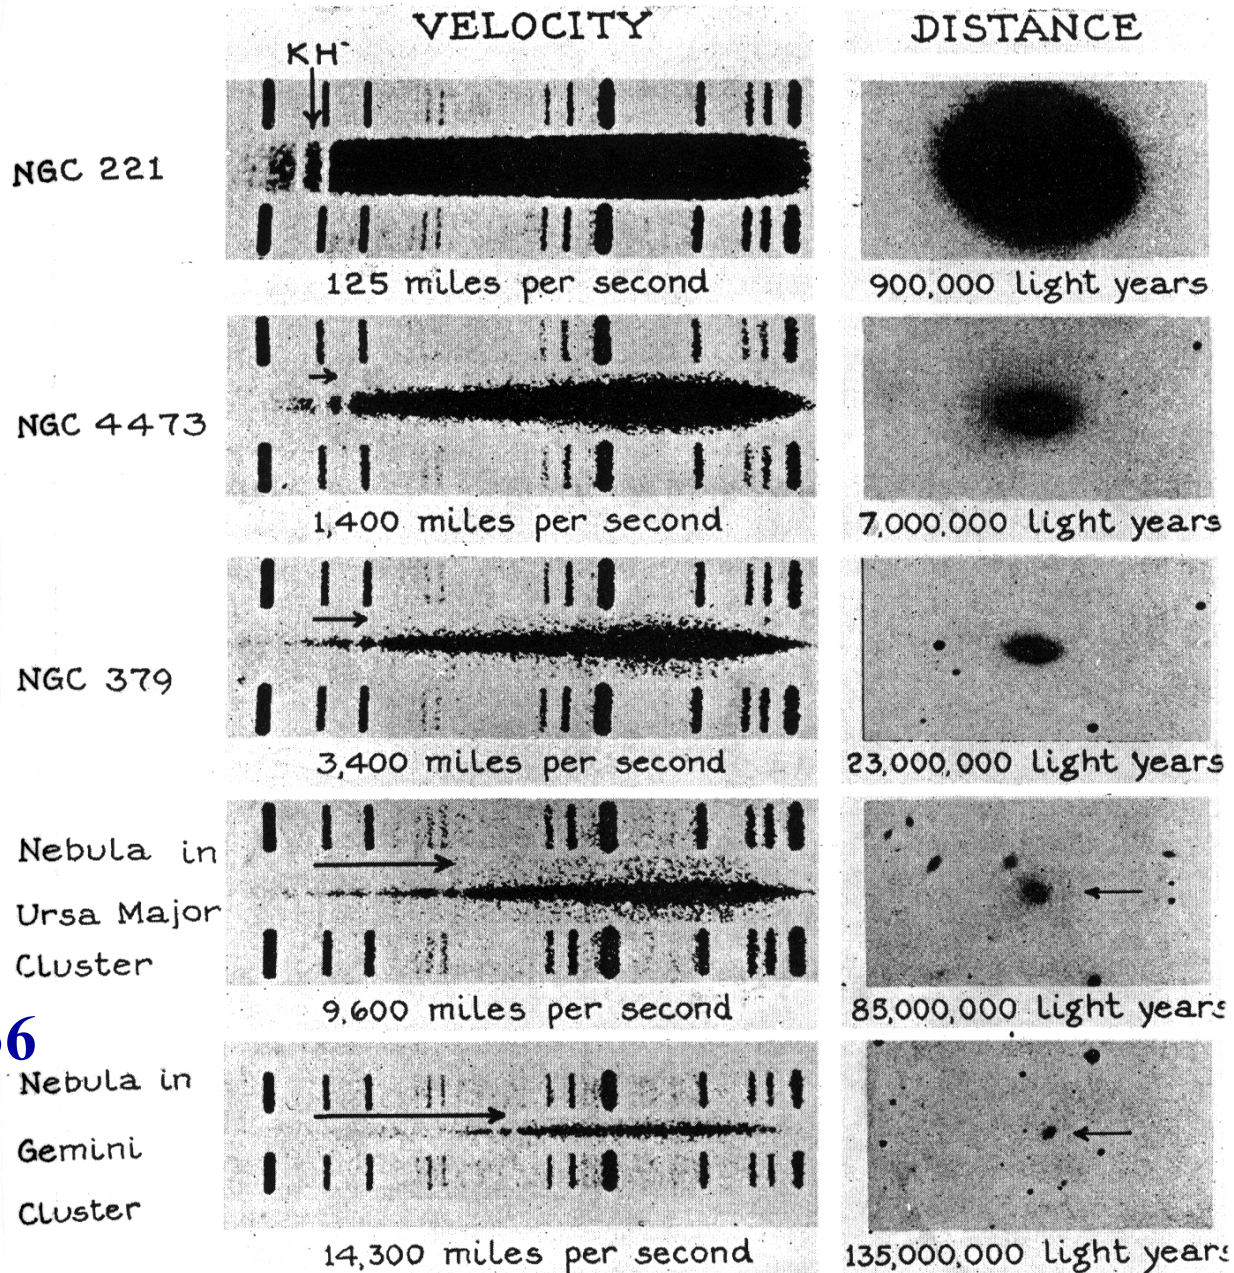 VELOCITY
DISTANCE
KH
NGC 221
125 miles per second
900,000 light years
NGC 4473
1,400 miles per second
7,000,000 light years
NGC 379
3,400 miles per second
23,000,000 light years
Nebula in
Ursa Major
Cluster
9,600 miles per second
85,000,000 light years
6
Nebula in
Gemini
Cluster
14,300 miles per second
135,000,000 light years